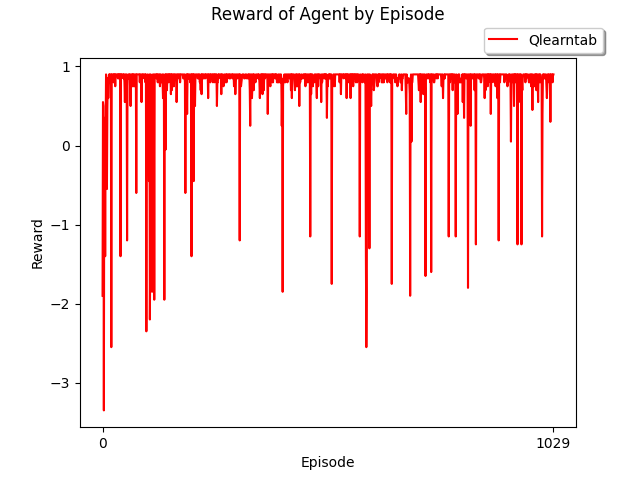 Reward of Agent by Episode
Qlearntab
1
0
−1
−2
−3
Reward
0
1029
Episode